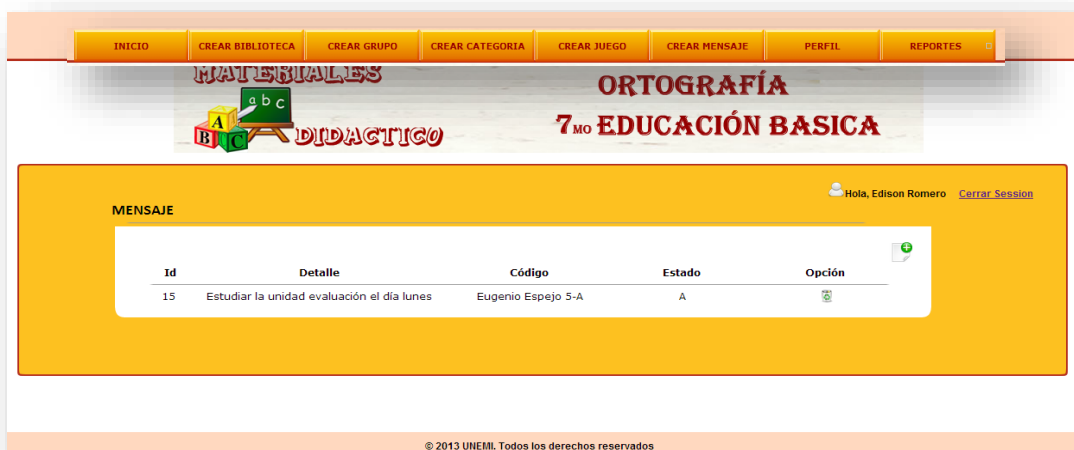 INICIO CREAR BIBLIOTECA CREAR GRUPO CREAR CATEGORIA CREAR JUEGO CREAR MENSAJE PERFIL REPORTES
MATERIALES
a b c
A
B C
DIDACTICO
ORTOGRAFÍA
7MO EDUCACIÓN BASICA
Hola, Edison Romero Cerrar Session
MENSAJE
Id Detalle Código Estado Opción
15 Estudiar la unidad evaluación el día lunes Eugenio Espejo 5-A A
© 2013 UNEMI. Todos los derechos reservados